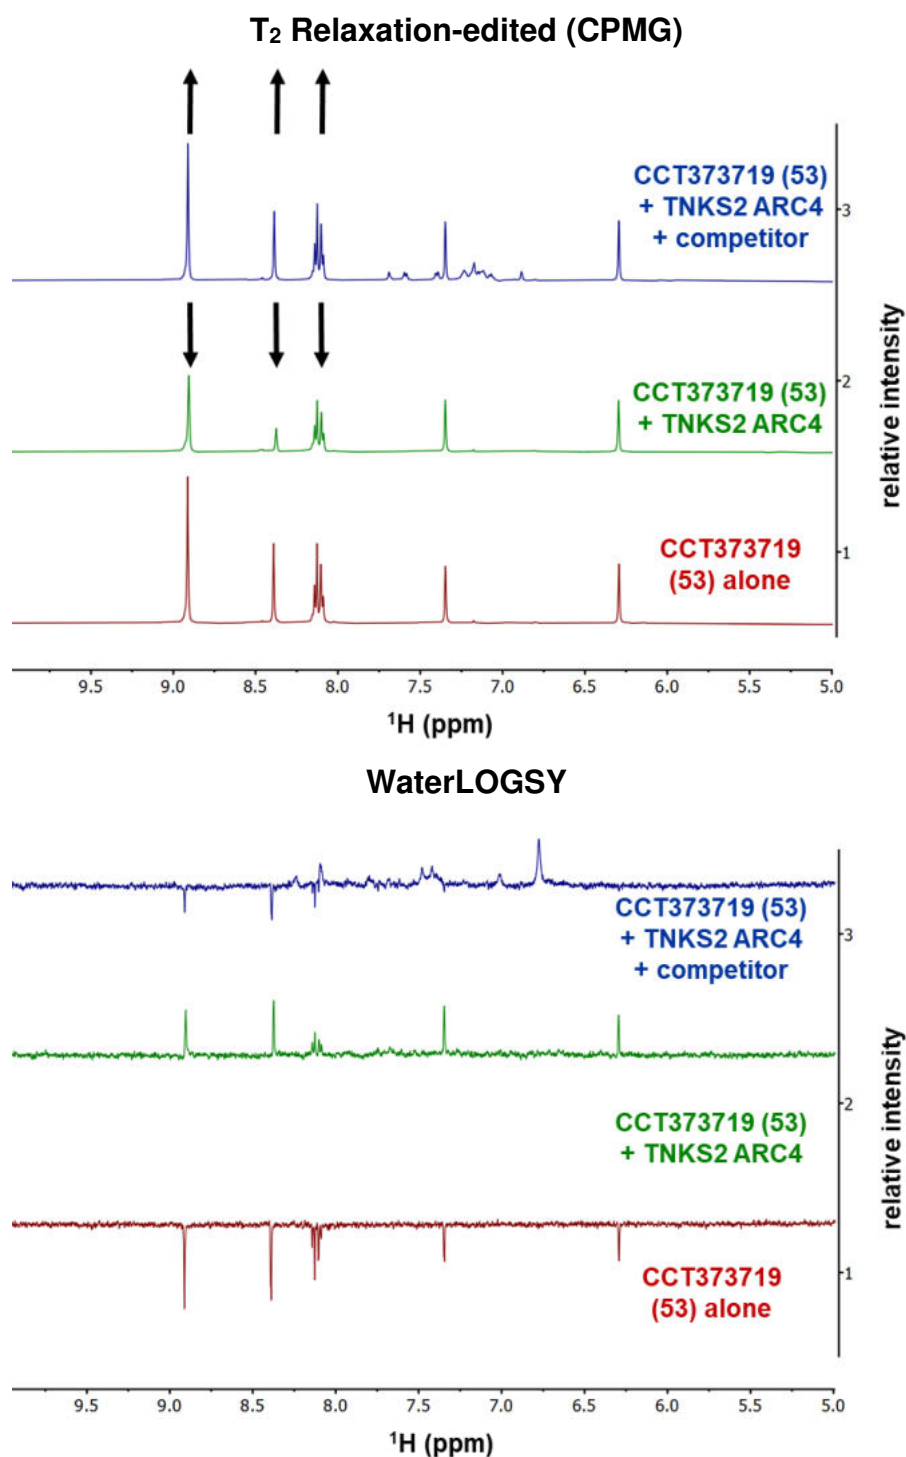 T₂ Relaxation-edited (CPMG)
CCT373719 (53)
+ TNKS2 ARC4
+ competitor
3
CCT373719 (53)
+ TNKS2 ARC4
2
CCT373719
(53) alone
1
relative intensity
9.5 9.0 8.5 8.0 7.5 7.0 6.5 6.0 5.5 5.0
¹H (ppm)
WaterLOGSY
CCT373719 (53)
+ TNKS2 ARC4
+ competitor
3
CCT373719 (53)
+ TNKS2 ARC4
2
CCT373719
(53) alone
1
relative intensity
9.5 9.0 8.5 8.0 7.5 7.0 6.5 6.0 5.5 5.0
¹H (ppm)